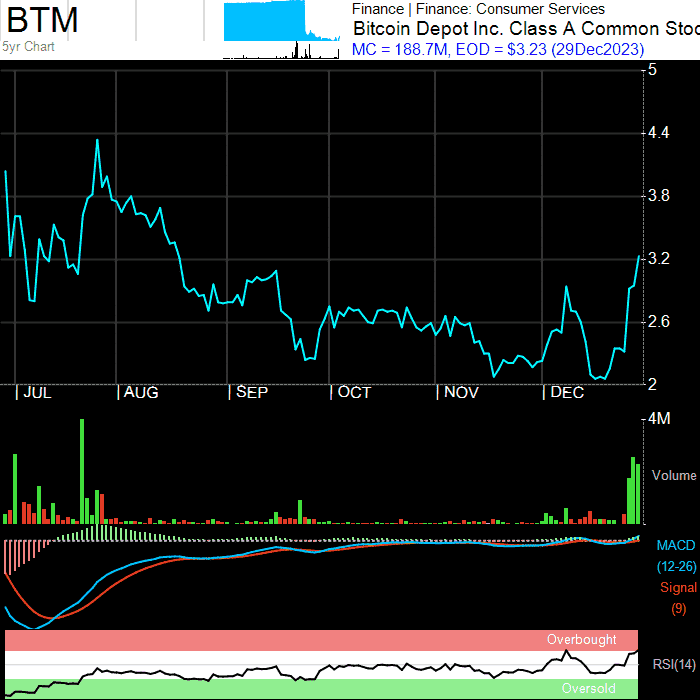 BTM
5yr Chart
Finance | Finance: Consumer Services
Bitcoin Depot Inc. Class A Common Stoc
MC = 188.7M, EOD = $3.23 (29Dec2023)
5
4.4
3.8
3.2
2.6
2
JUL AUG SEP OCT NOV DEC
4M
Volume
MACD
(12-26)
Signal
(9)
Overbought
RSI(14)
Oversold